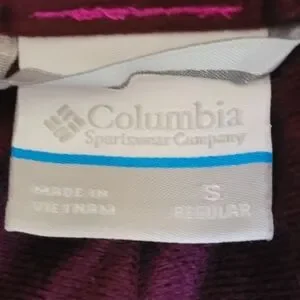 Columbia
Sportswear Company
MADE IN
VIETNAM
S
REGULAR